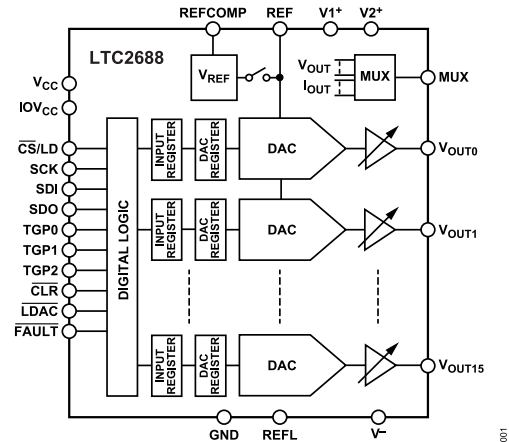 REFCOMP REF V1+ V2+
LTC2688
VREF
VOUT
IOUT
MUX
MUX
VCC
IOVCC
CS/LD
SCK
SDI
SDO
TGP0
TGP1
TGP2
CLR
LDAC
FAULT
DIGITAL LOGIC
INPUT
REGISTER
DAC
REGISTER
DAC
VOUT0
INPUT
REGISTER
DAC
REGISTER
DAC
VOUT1
INPUT
REGISTER
DAC
REGISTER
DAC
VOUT15
GND REFL V–
001